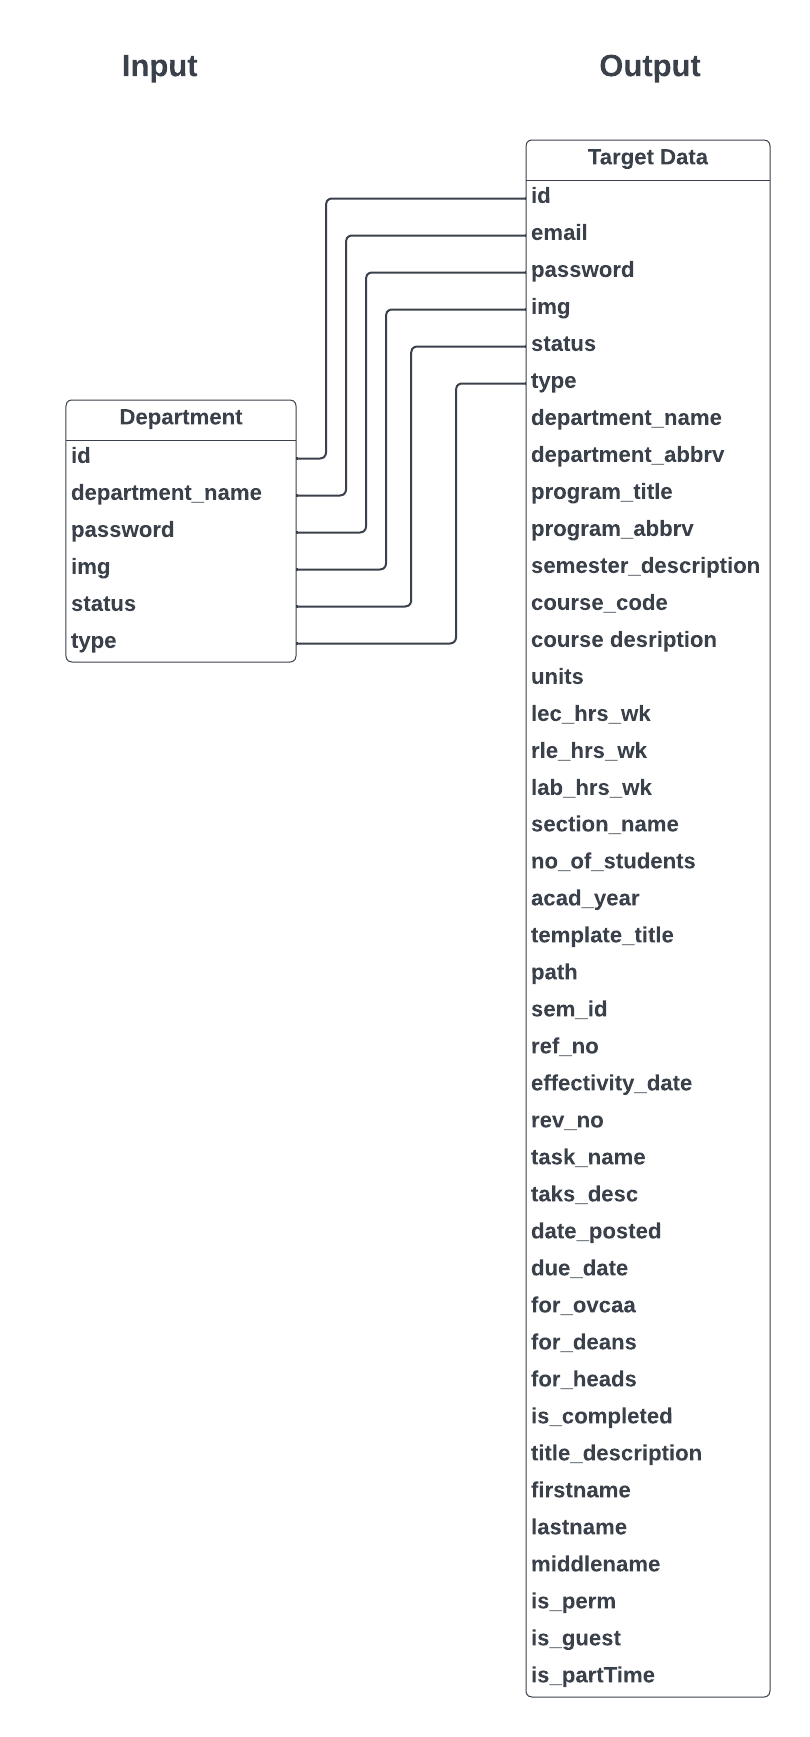 Input
Output
Department
id
department_name
password
img
status
type
Target Data
id
email
password
img
status
type
department_name
department_abbrv
program_title
program_abbrv
semester_description
course_code
course desription
units
lec_hrs_wk
rle_hrs_wk
lab_hrs_wk
section_name
no_of_students
acad_year
template_title
path
sem_id
ref_no
effectivity_date
rev_no
task_name
taks_desc
date_posted
due_date
for_ovcaa
for_deans
for_heads
is_completed
title_description
firstname
lastname
middlename
is_perm
is_guest
is_partTime